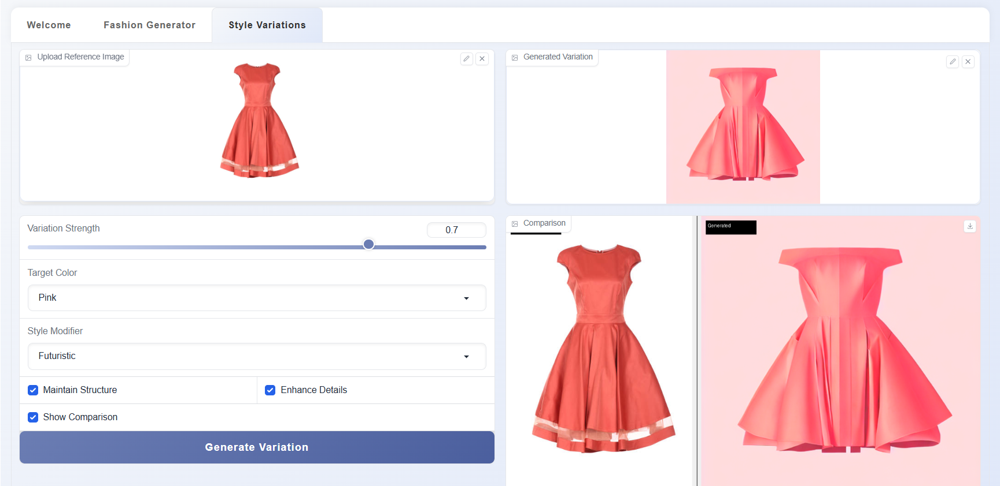 Welcome
Fashion Generator
Style Variations
Upload Reference Image
Generated Variation
Variation Strength
0.7
Target Color
Pink
Style Modifier
Futuristic
Maintain Structure
Enhance Details
Show Comparison
Generate Variation
Comparison
Generated